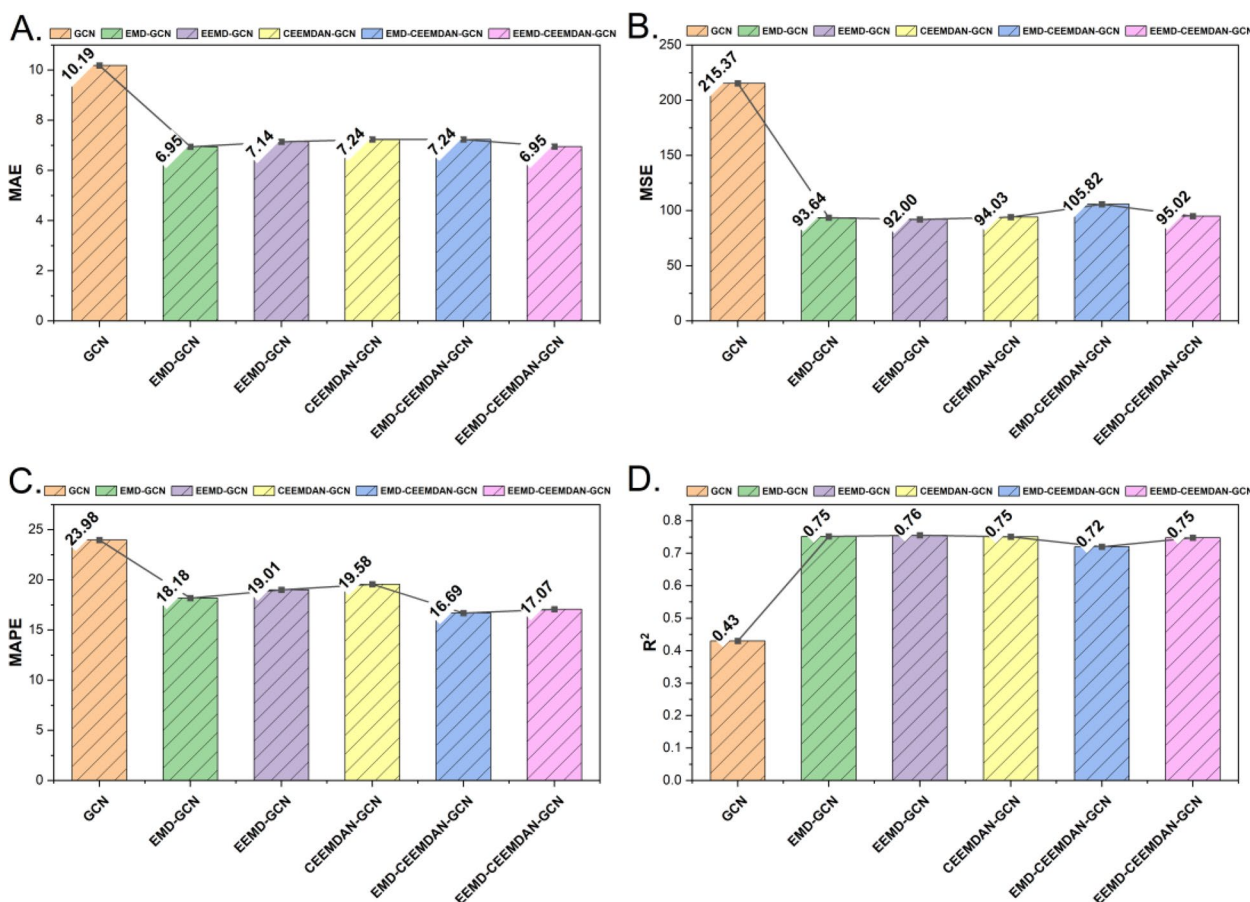 A.
GCN EMD-GCN EEMD-GCN CEEMDAN-GCN EMD-CEEMDAN-GCN EEMD-CEEMDAN-GCN
MAE
10
8
6
4
2
0
10.19
6.95
7.14
7.24
7.24
6.95
GCN
EMD-GCN
EEMD-GCN
CEEMDAN-GCN
EMD-CEEMDAN-GCN
EEMD-CEEMDAN-GCN
B.
GCN EMD-GCN EEMD-GCN CEEMDAN-GCN EMD-CEEMDAN-GCN EEMD-CEEMDAN-GCN
MSE
250
200
150
100
50
0
215.37
93.64
92.00
94.03
105.82
95.02
GCN
EMD-GCN
EEMD-GCN
CEEMDAN-GCN
EMD-CEEMDAN-GCN
EEMD-CEEMDAN-GCN
C.
GCN EMD-GCN EEMD-GCN CEEMDAN-GCN EMD-CEEMDAN-GCN EEMD-CEEMDAN-GCN
MAPE
25
20
15
10
5
0
23.98
18.18
19.01
19.58
16.69
17.07
GCN
EMD-GCN
EEMD-GCN
CEEMDAN-GCN
EMD-CEEMDAN-GCN
EEMD-CEEMDAN-GCN
D.
GCN EMD-GCN EEMD-GCN CEEMDAN-GCN EMD-CEEMDAN-GCN EEMD-CEEMDAN-GCN
R²
0.8
0.7
0.6
0.5
0.4
0.3
0.2
0.1
0.0
0.43
0.75
0.76
0.75
0.72
0.75
GCN
EMD-GCN
EEMD-GCN
CEEMDAN-GCN
EMD-CEEMDAN-GCN
EEMD-CEEMDAN-GCN